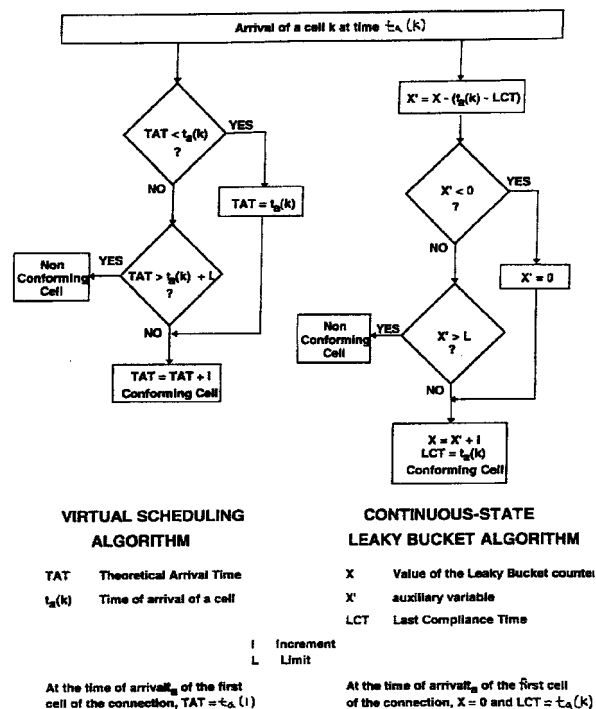 Arrival of a cell k at time ta(k)
TAT < ta(k)
?
YES
NO
TAT = ta(k)
TAT > ta(k) + L
?
YES
Non
Conforming
Cell
NO
TAT = TAT + I
Conforming Cell
X' = X - (ta(k) - LCT)
X' < 0
?
YES
NO
X' = 0
X' > L
?
YES
Non
Conforming
Cell
NO
X = X' + I
LCT = ta(k)
Conforming Cell
VIRTUAL SCHEDULING
ALGORITHM
TAT Theoretical Arrival Time
ta(k) Time of arrival of a cell
CONTINUOUS-STATE
LEAKY BUCKET ALGORITHM
X Value of the Leaky Bucket counte
X' auxiliary variable
LCT Last Compliance Time
I Increment
L Limit
At the time of arrival ta of the first
cell of the connection, TAT = ta(1)
At the time of arrival ta of the first cell
of the connection, X = 0 and LCT = ta(k)